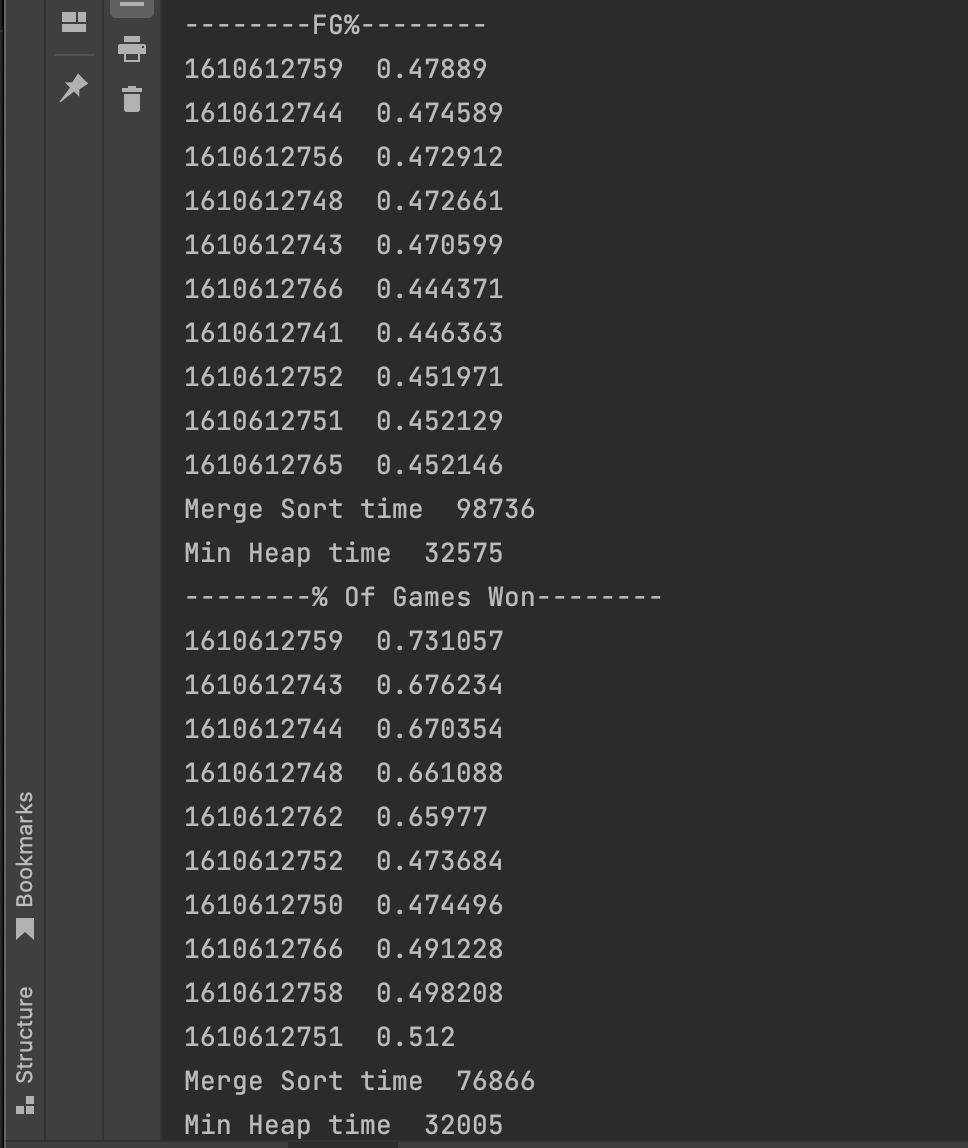 --------FG%--------
1610612759  0.47889
1610612744  0.474589
1610612756  0.472912
1610612748  0.472661
1610612743  0.470599
1610612766  0.444371
1610612741  0.446363
1610612752  0.451971
1610612751  0.452129
1610612765  0.452146
Merge Sort time  98736
Min Heap time  32575
--------% Of Games Won--------
1610612759  0.731057
1610612743  0.676234
1610612744  0.670354
1610612748  0.661088
1610612762  0.65977
1610612752  0.473684
1610612750  0.474496
1610612766  0.491228
1610612758  0.498208
1610612751  0.512
Merge Sort time  76866
Min Heap time  32005
Bookmarks
Structure